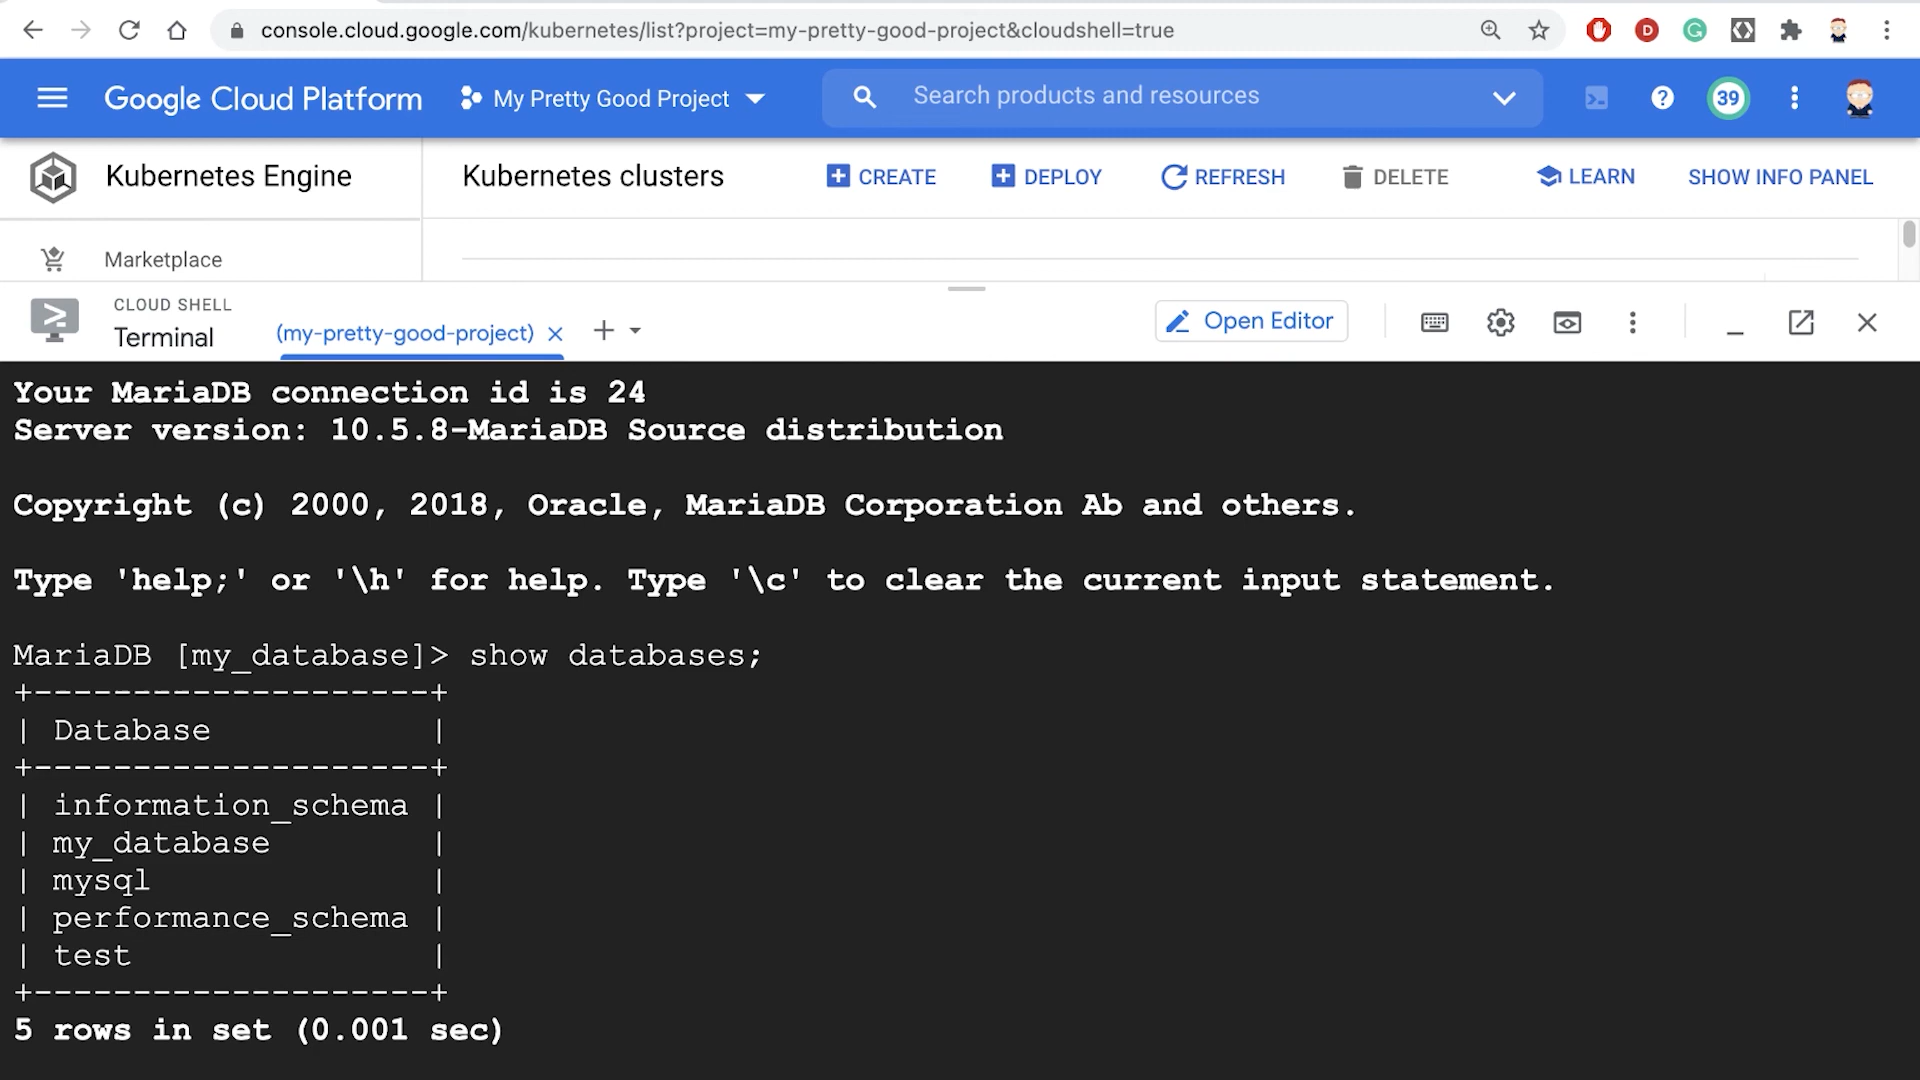 console.cloud.google.com/kubernetes/list?project=my-pretty-good-project&cloudshell=true
Google Cloud Platform
My Pretty Good Project
Search products and resources
39
Kubernetes Engine
Kubernetes clusters
CREATE
DEPLOY
REFRESH
DELETE
LEARN
SHOW INFO PANEL
Marketplace
CLOUD SHELL
Terminal
(my-pretty-good-project)
Open Editor
Your MariaDB connection id is 24
Server version: 10.5.8-MariaDB Source distribution
Copyright (c) 2000, 2018, Oracle, MariaDB Corporation Ab and others.
Type 'help;' or '\h' for help. Type '\c' to clear the current input statement.
MariaDB [my_database]> show databases;
+--------------------+
| Database           |
+--------------------+
| information_schema |
| my_database        |
| mysql              |
| performance_schema |
| test               |
+--------------------+
5 rows in set (0.001 sec)